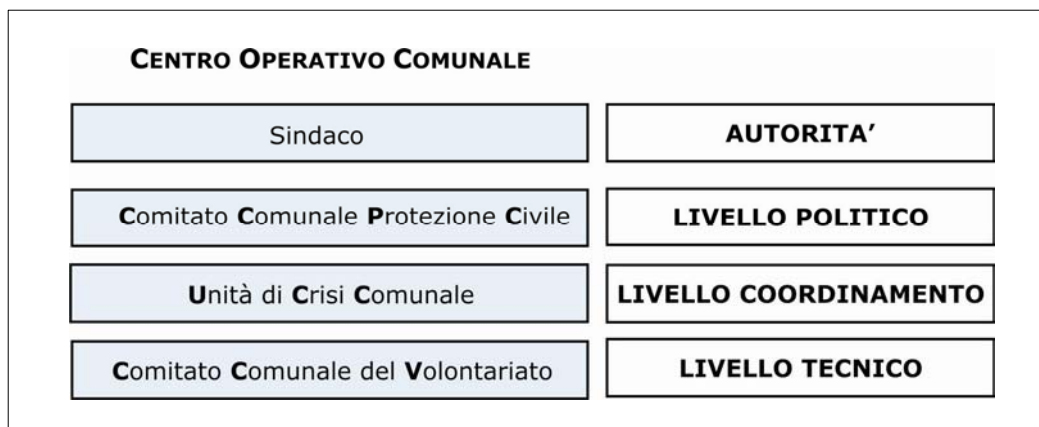 CENTRO OPERATIVO COMUNALE
Sindaco AUTORITA’
Comitato Comunale Protezione Civile LIVELLO POLITICO
Unità di Crisi Comunale LIVELLO COORDINAMENTO
Comitato Comunale del Volontariato LIVELLO TECNICO